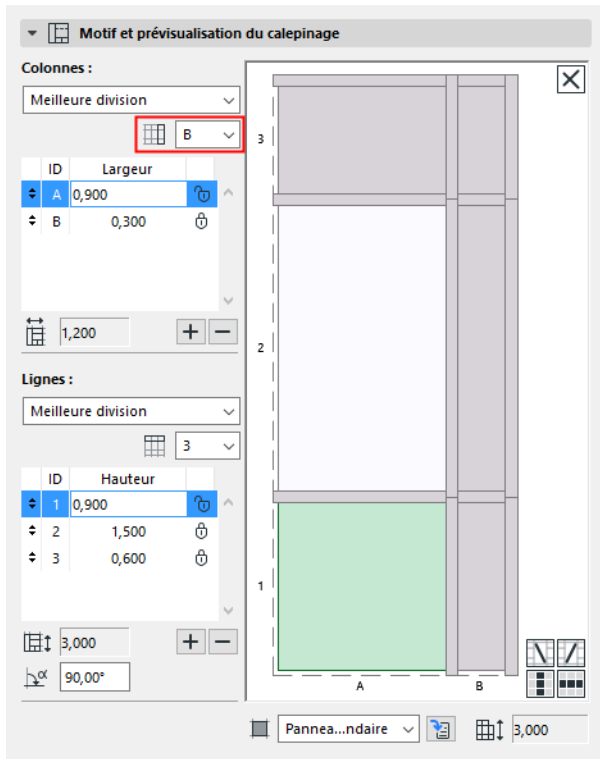 Motif et prévisualisation du calepinage
Colonnes :
Meilleure division
B
ID Largeur
A 0,900
B 0,300
1,200
Lignes :
Meilleure division
3
ID Hauteur
1 0,900
2 1,500
3 0,600
3,000
α 90,00°
3
2
1
A B
Pannea...ndaire 3,000